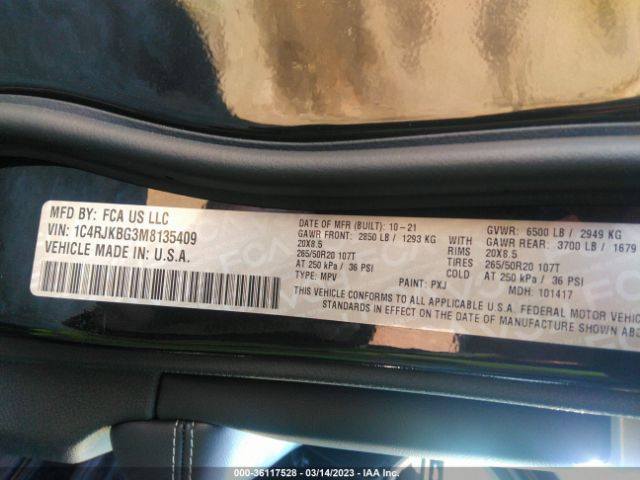 MFD BY: FCA US LLC
VIN: 1C4RJKBG3M8135409
VEHICLE MADE IN U.S.A.
DATE OF MFR (BUILT): 10-21 GVWR: 6500 LB / 2949 KG
GAWR FRONT: 2850 LB / 1293 KG WITH GAWR REAR: 3700 LB / 1679
20X8.5 RIMS 20X8.5
265/50R20 107T TIRES 265/50R20 107T
AT 250 kPa / 36 PSI COLD AT 250 kPa / 36 PSI
TYPE: MPV PAINT: PXJ MDH: 101417
THIS VEHICLE CONFORMS TO ALL APPLICABLE U.S.A. FEDERAL MOTOR VEHIC
STANDARDS IN EFFECT ON THE DATE OF MANUFACTURE SHOWN AB
000-36117528 - 03/14/2023 - IAA Inc.